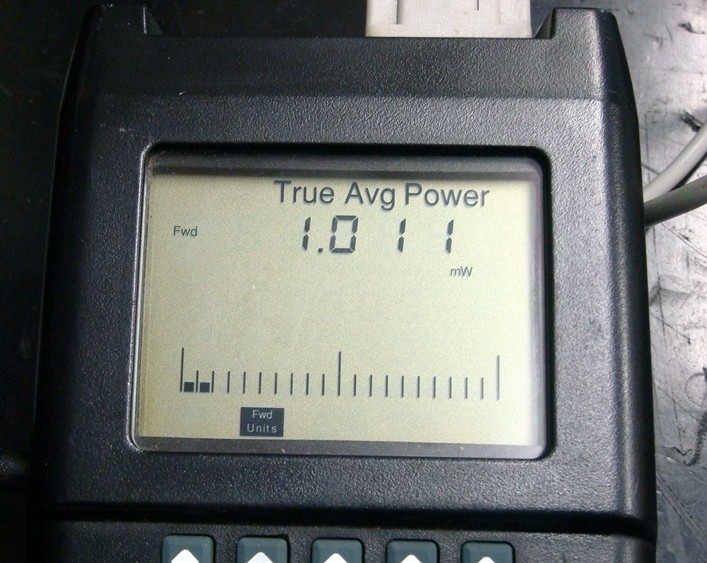 True Avg Power
Fwd 1.011
mW
Fwd
Units